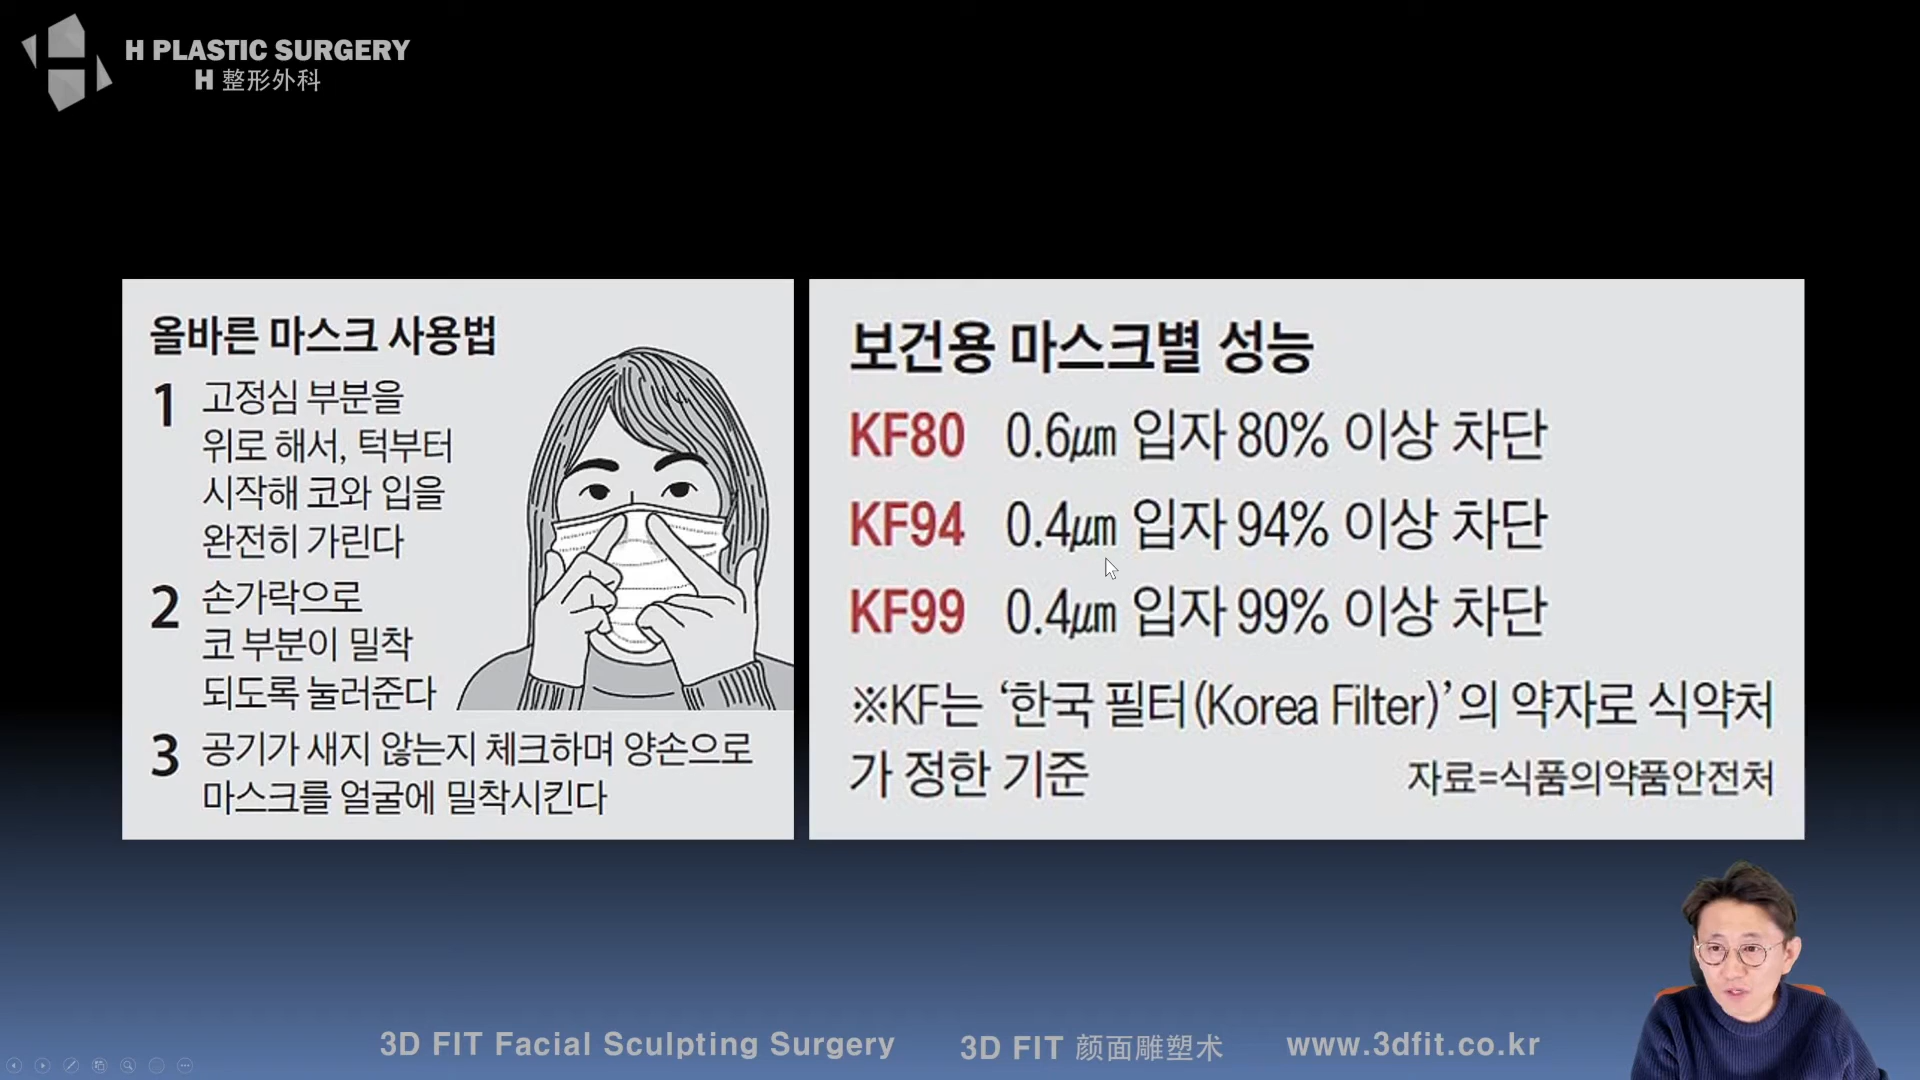 H PLASTIC SURGERY
H 整形外科
올바른 마스크 사용법
1 고정심 부분을
위로 해서, 턱부터
시작해 코와 입을
완전히 가린다
2 손가락으로
코 부분이 밀착
되도록 눌러준다
3 공기가 새지 않는지 체크하며 양손으로
마스크를 얼굴에 밀착시킨다
보건용 마스크별 성능
KF80 0.6㎛ 입자 80% 이상 차단
KF94 0.4㎛ 입자 94% 이상 차단
KF99 0.4㎛ 입자 99% 이상 차단
※KF는 ‘한국 필터(Korea Filter)’의 약자로 식약처
가 정한 기준
자료=식품의약품안전처
3D FIT Facial Sculpting Surgery 3D FIT 颜面雕塑术 www.3dfit.co.kr